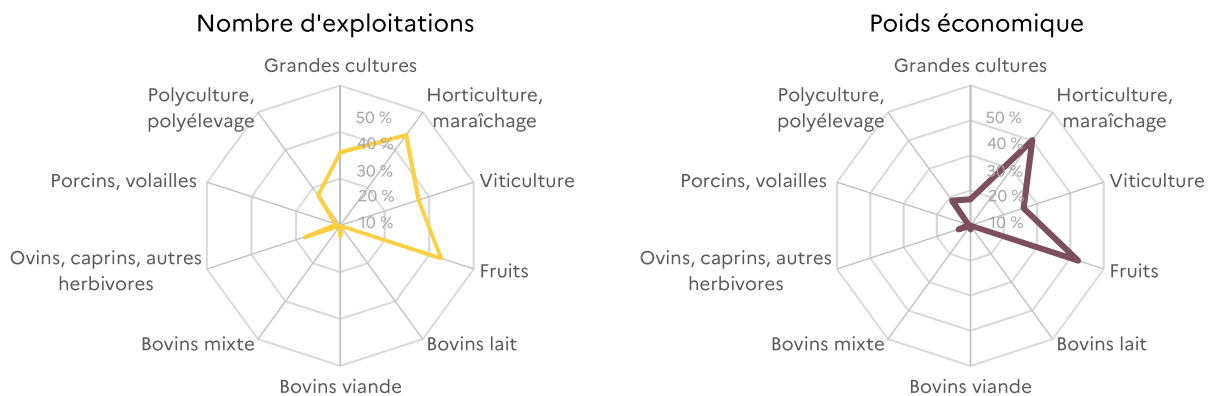 Nombre d'exploitations
Grandes cultures
Polyculture,
polyélevage
Horticulture,
maraîchage
50 %
40 %
30 %
20 %
10 %
Porcins, volailles
Viticulture
Ovins, caprins, autres
herbivores
Fruits
Bovins mixte
Bovins lait
Bovins viande
Poids économique
Grandes cultures
Polyculture,
polyélevage
Horticulture,
maraîchage
50 %
40 %
30 %
20 %
10 %
Porcins, volailles
Viticulture
Ovins, caprins, autres
herbivores
Fruits
Bovins mixte
Bovins lait
Bovins viande